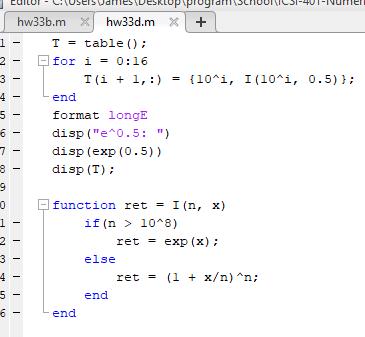 Editor - C:\Users\James\Desktop\program\School\ICSI-401-Numer
hw33b.m × hw33d.m × +
1 – T = table();
2 – for i = 0:16
3 – T(i + 1,:) = {10^i, I(10^i, 0.5)};
4 – end
5 – format longE
6 – disp("e^0.5: ")
7 – disp(exp(0.5))
8 – disp(T);
9
0 function ret = I(n, x)
1 – if(n > 10^8)
2 – ret = exp(x);
3 – else
4 – ret = (1 + x/n)^n;
5 – end
6 – end